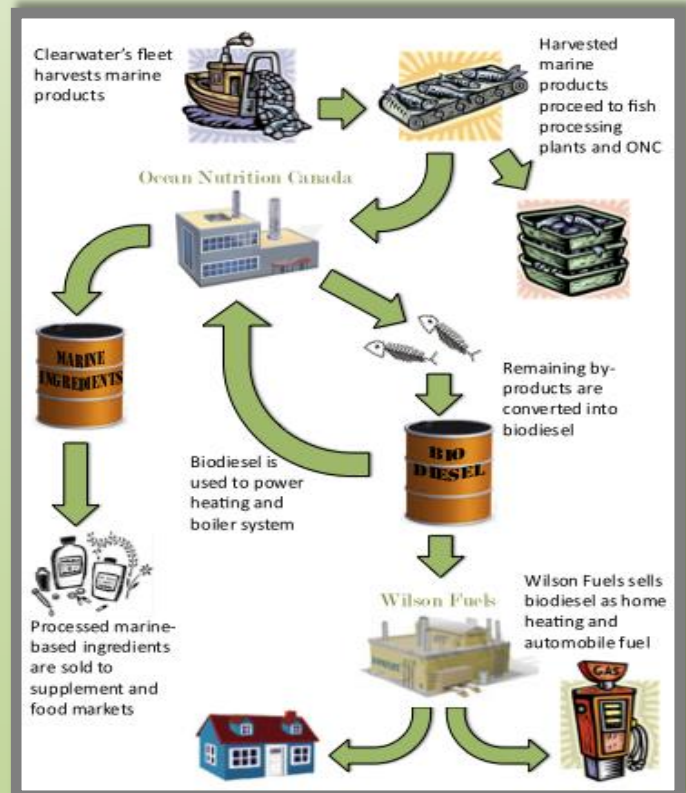 Clearwater's fleet
harvests marine
products
Harvested
marine
products
proceed to fish
processing
plants and ONC
Ocean Nutrition Canada
MARINE
INGREDIENTS
Remaining by-
products are
converted into
biodiesel
BIO
DIESEL
Biodiesel is
used to power
heating and
boiler system
Processed marine-
based ingredients
are sold to
supplement and
food markets
Wilson Fuels
Wilson Fuels sells
biodiesel as home
heating and
automobile fuel
GAS